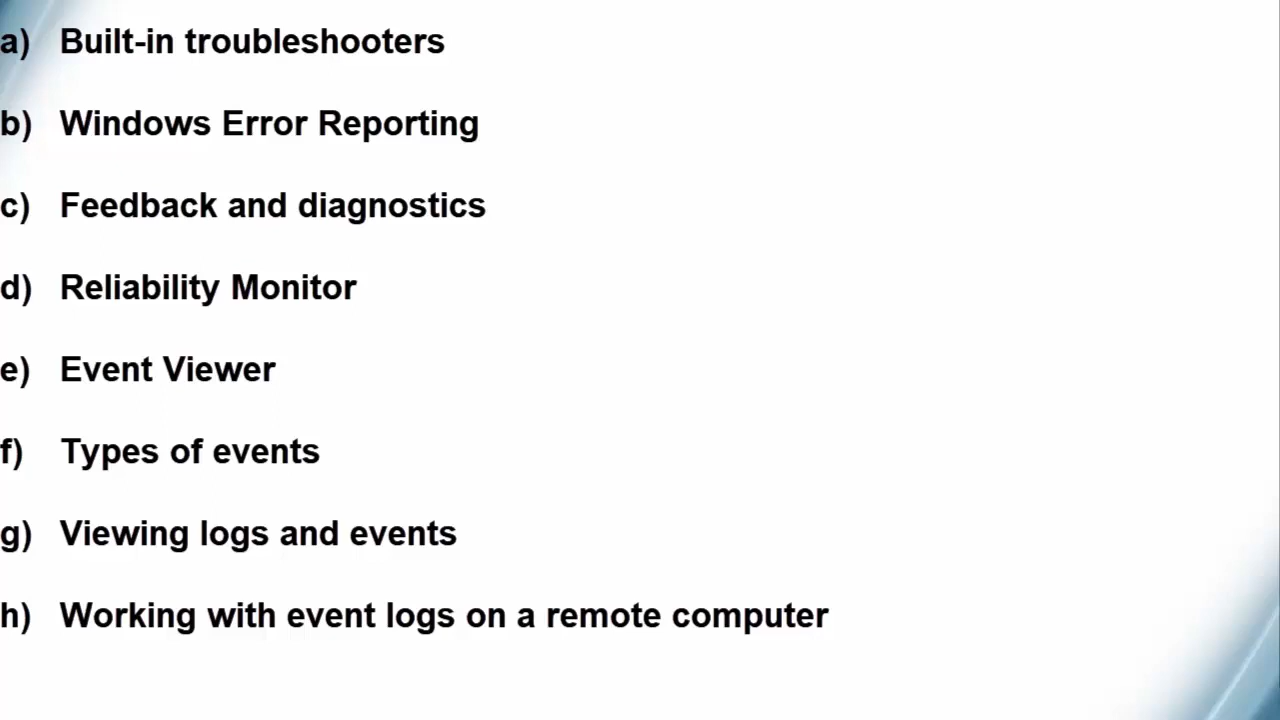 a) Built-in troubleshooters
b) Windows Error Reporting
c) Feedback and diagnostics
d) Reliability Monitor
e) Event Viewer
f) Types of events
g) Viewing logs and events
h) Working with event logs on a remote computer